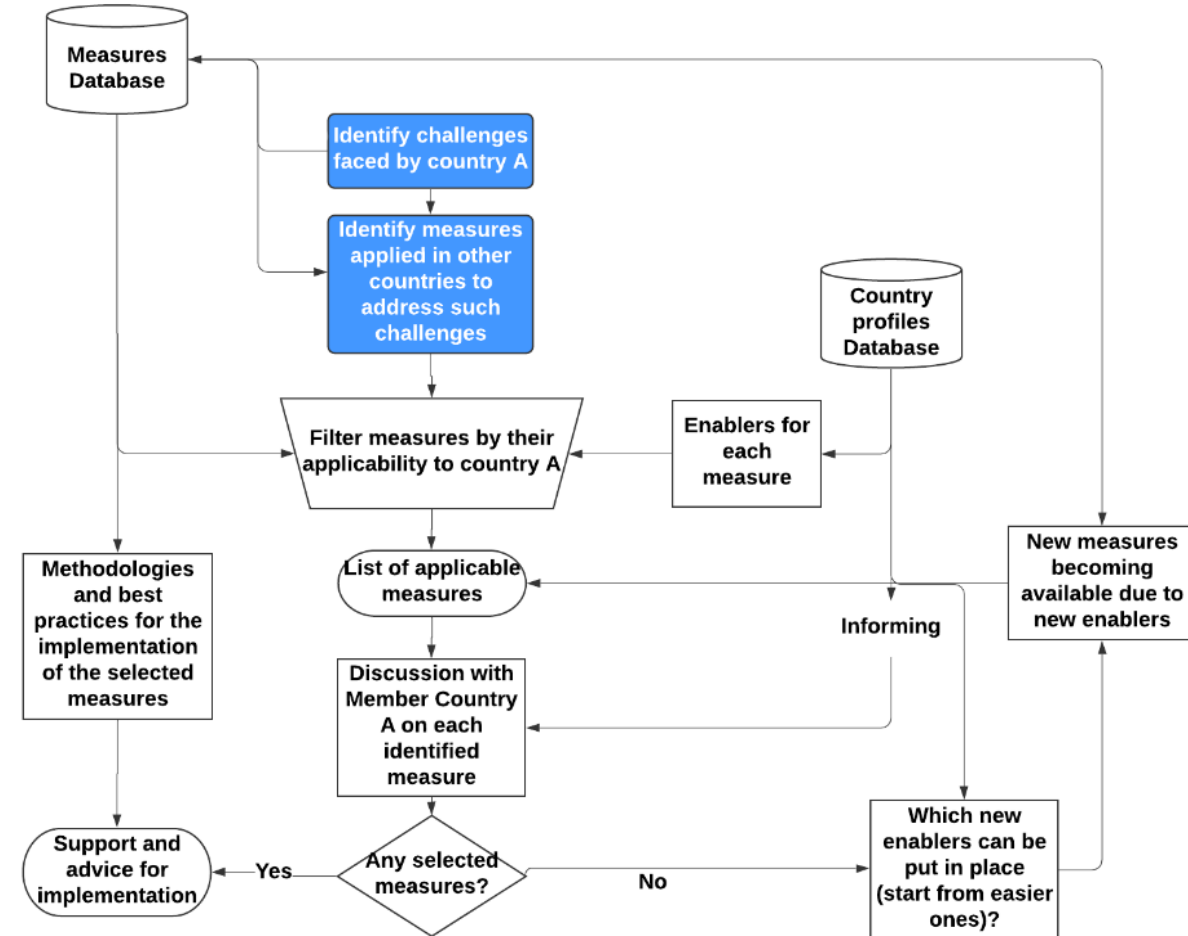 Measures
Database
Identify challenges
faced by country A
Identify measures
applied in other
countries to
address such
challenges
Country
profiles
Database
Filter measures by their
applicability to country A
Enablers for
each
measure
List of applicable
measures
New measures
becoming
available due to
new enablers
Methodologies
and best
practices for the
implementation
of the selected
measures
Informing
Discussion with
Member Country
A on each
identified
measure
Support and
advice for
implementation
Yes
Any selected
measures?
No
Which new
enablers can be
put in place
(start from easier
ones)?